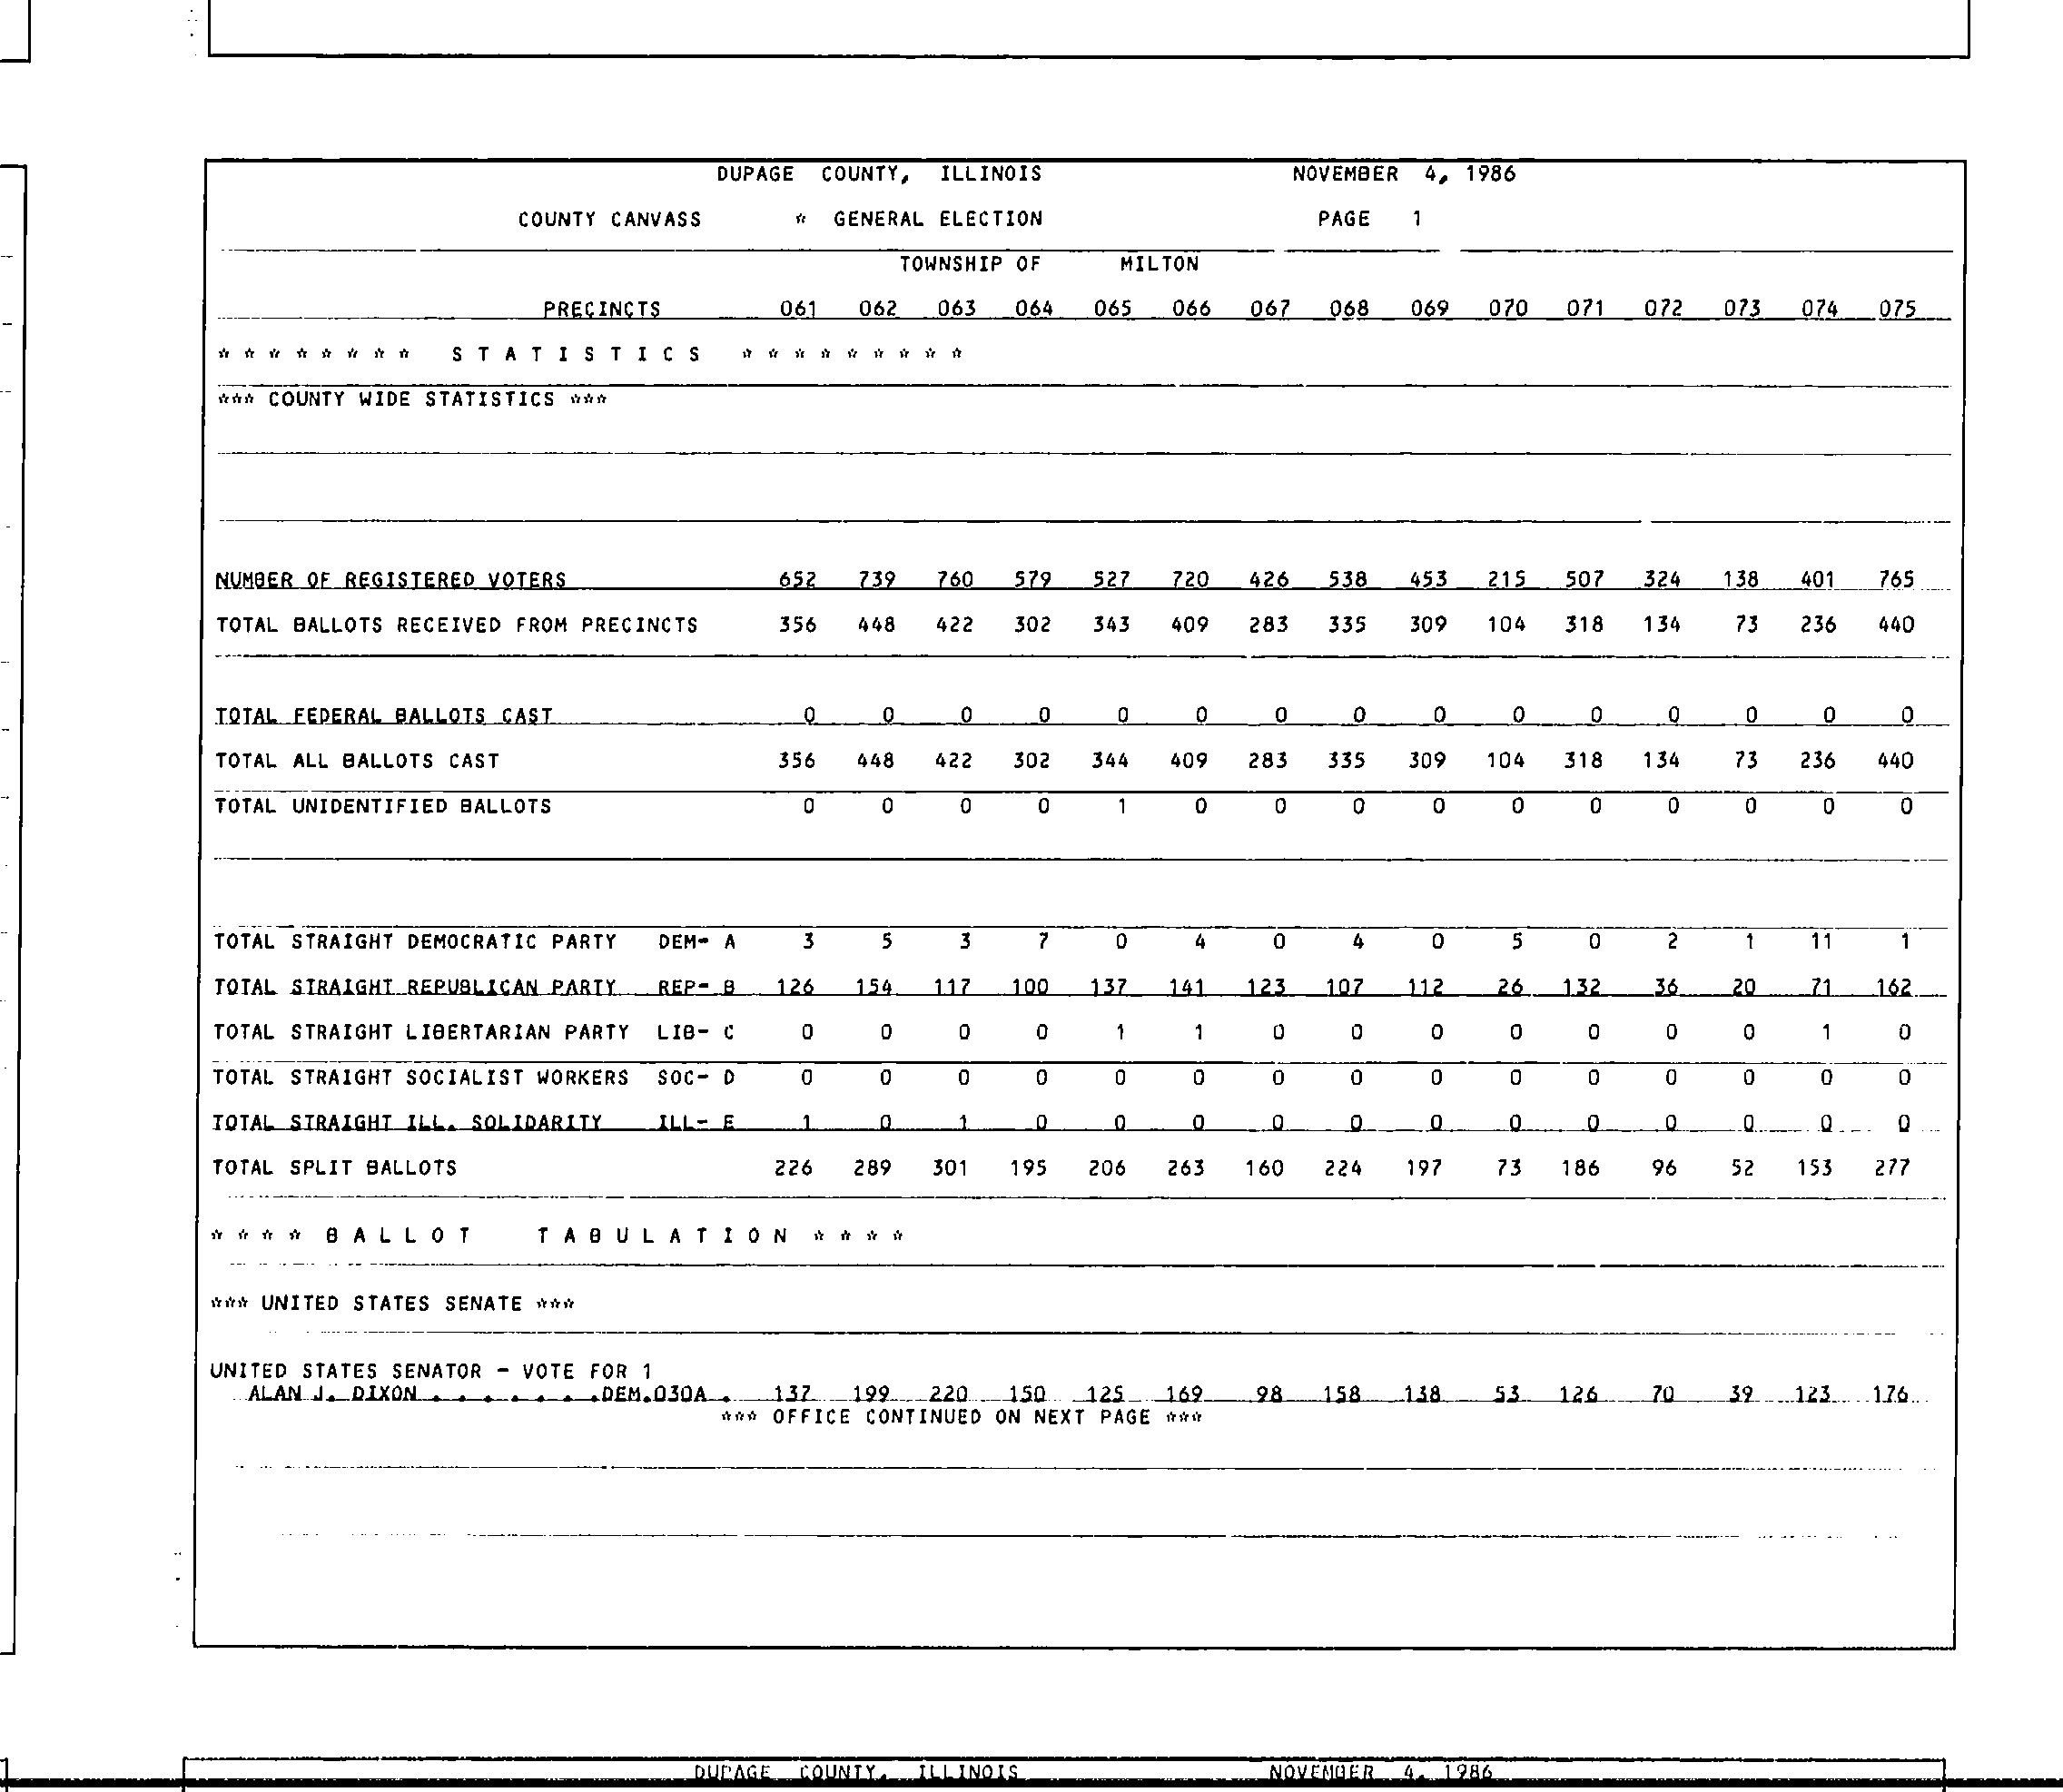 DUPAGE COUNTY, ILLINOIS NOVEMBER 4, 1986
COUNTY CANVASS * GENERAL ELECTION PAGE 1
TOWNSHIP OF MILTON
PRECINCTS 061 062 063 064 065 066 067 068 069 070 071 072 073 074 075
* * * * * * * * S T A T I S T I C S * * * * * * * * *
*** COUNTY WIDE STATISTICS ***
NUMBER OF REGISTERED VOTERS 652 739 760 579 527 720 426 538 453 215 507 324 138 401 765
TOTAL BALLOTS RECEIVED FROM PRECINCTS 356 448 422 302 343 409 283 335 309 104 318 134 73 236 440
TOTAL FEDERAL BALLOTS CAST 0 0 0 0 0 0 0 0 0 0 0 0 0 0 0
TOTAL ALL BALLOTS CAST 356 448 422 302 344 409 283 335 309 104 318 134 73 236 440
TOTAL UNIDENTIFIED BALLOTS 0 0 0 0 1 0 0 0 0 0 0 0 0 0 0
TOTAL STRAIGHT DEMOCRATIC PARTY DEM- A 3 5 3 7 0 4 0 4 0 5 0 2 1 11 1
TOTAL STRAIGHT REPUBLICAN PARTY REP- B 126 154 117 100 137 141 123 107 112 26 132 36 20 71 162
TOTAL STRAIGHT LIBERTARIAN PARTY LIB- C 0 0 0 0 1 1 0 0 0 0 0 0 0 1 0
TOTAL STRAIGHT SOCIALIST WORKERS SOC- D 0 0 0 0 0 0 0 0 0 0 0 0 0 0 0
TOTAL STRAIGHT ILL. SOLIDARITY ILL- E 1 0 1 0 0 0 0 0 0 0 0 0 0 0 0
TOTAL SPLIT BALLOTS 226 289 301 195 206 263 160 224 197 73 186 96 52 153 277
* * * * B A L L O T T A B U L A T I O N * * * *
*** UNITED STATES SENATE ***
UNITED STATES SENATOR - VOTE FOR 1
ALAN J. DIXON . . . . . . .DEM.030A . 137 199 220 150 125 169 98 158 138 53 126 70 39 123 176
*** OFFICE CONTINUED ON NEXT PAGE ***
DUPAGE COUNTY, ILLINOIS NOVEMBER 4, 1986